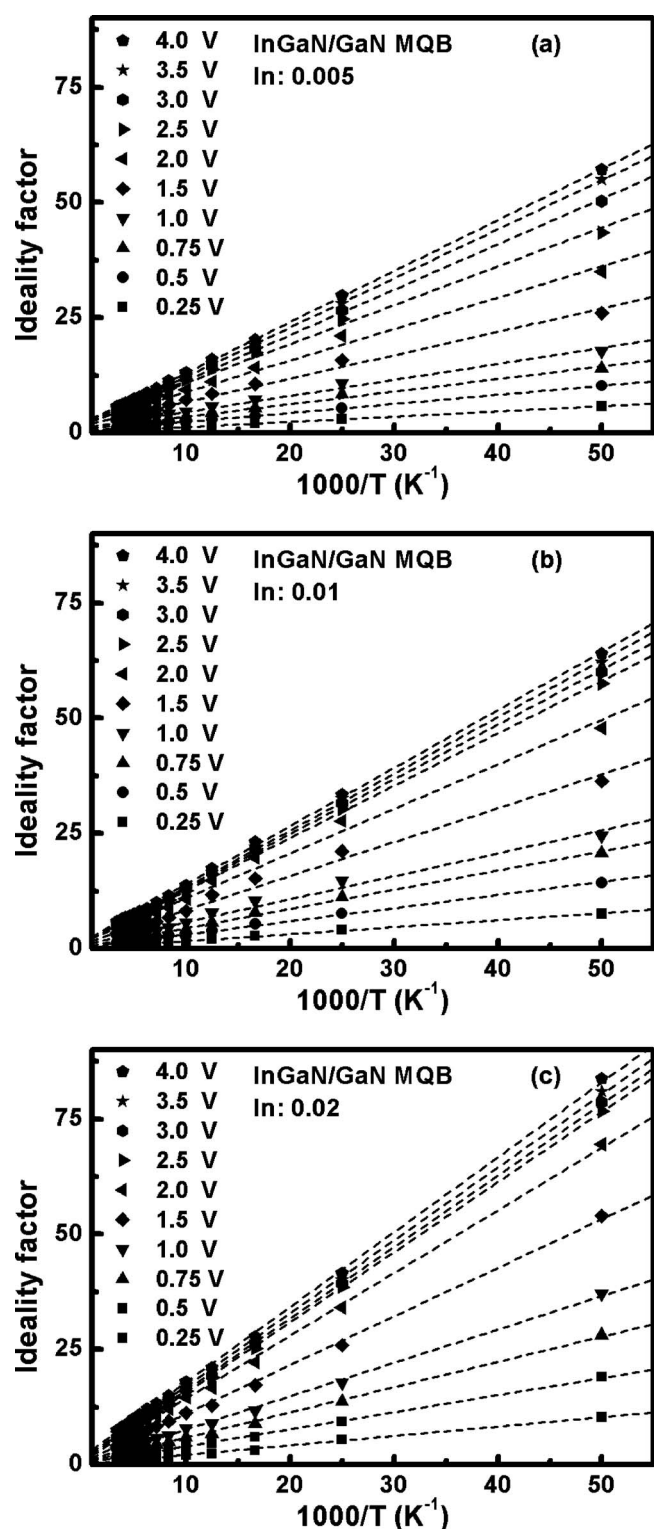 InGaN/GaN MQB (a)
In: 0.005
4.0 V
3.5 V
3.0 V
2.5 V
2.0 V
1.5 V
1.0 V
0.75 V
0.5 V
0.25 V
75
50
25
0
Ideality factor
10 20 30 40 50
1000/T (K⁻¹)
InGaN/GaN MQB (b)
In: 0.01
4.0 V
3.5 V
3.0 V
2.5 V
2.0 V
1.5 V
1.0 V
0.75 V
0.5 V
0.25 V
75
50
25
0
Ideality factor
10 20 30 40 50
1000/T (K⁻¹)
InGaN/GaN MQB (c)
In: 0.02
4.0 V
3.5 V
3.0 V
2.5 V
2.0 V
1.5 V
1.0 V
0.75 V
0.5 V
0.25 V
75
50
25
0
Ideality factor
10 20 30 40 50
1000/T (K⁻¹)